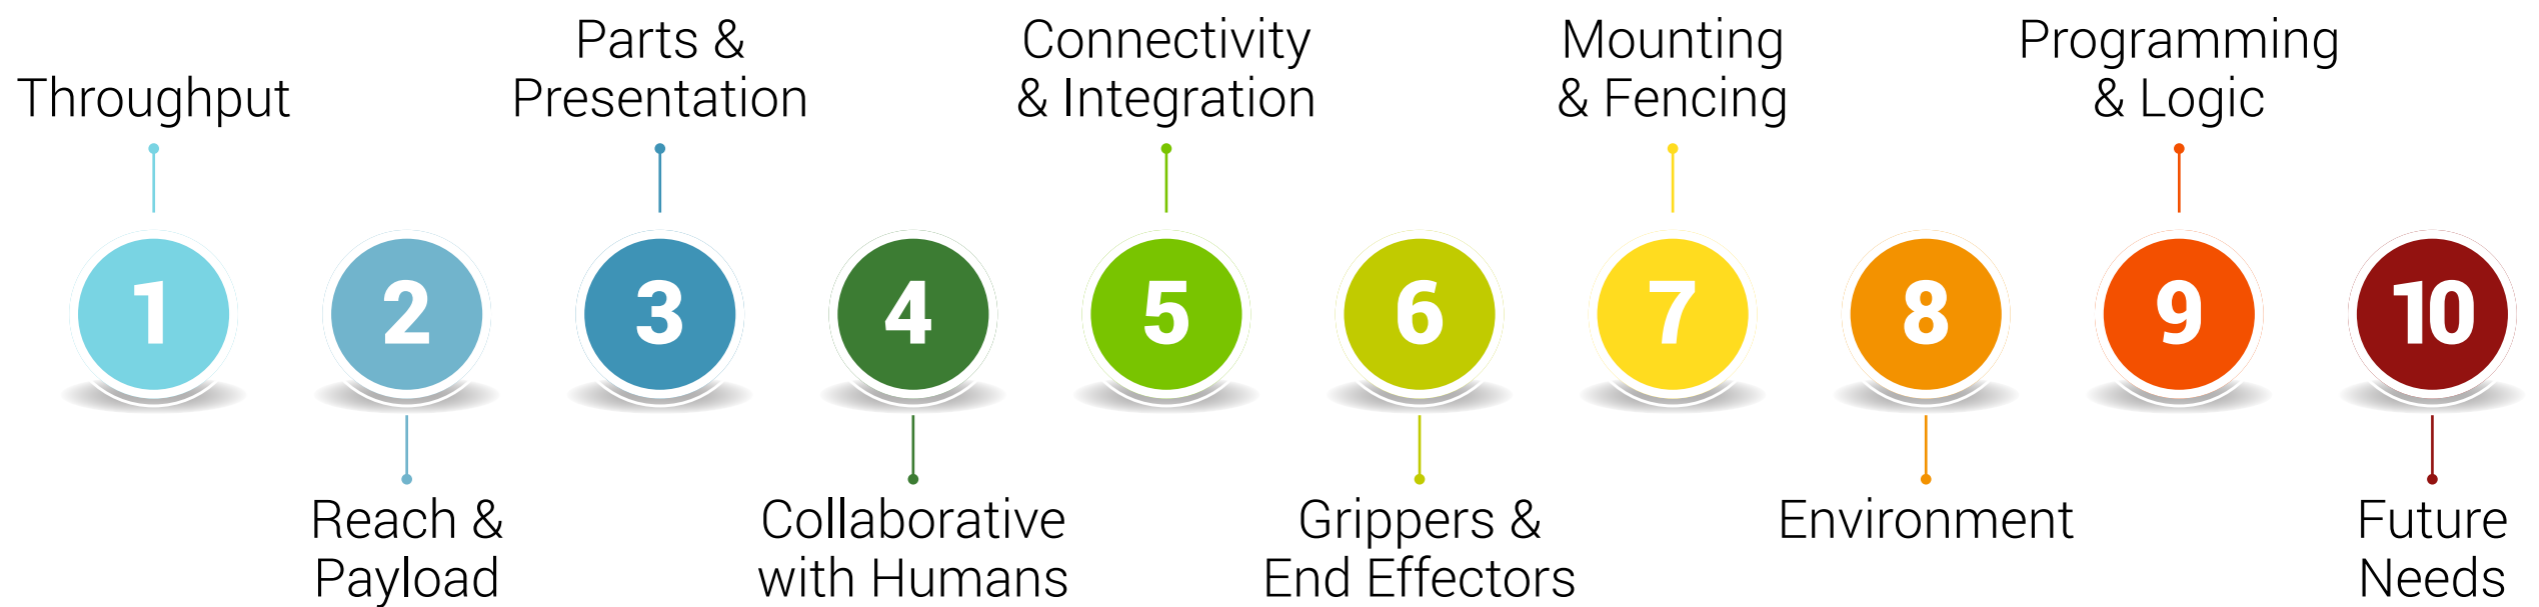 Throughput
1
2
Reach &
Payload
Parts &
Presentation
3
4
Collaborative
with Humans
Connectivity
& Integration
5
6
Grippers &
End Effectors
Mounting
& Fencing
7
8
Environment
Programming
& Logic
9
10
Future
Needs